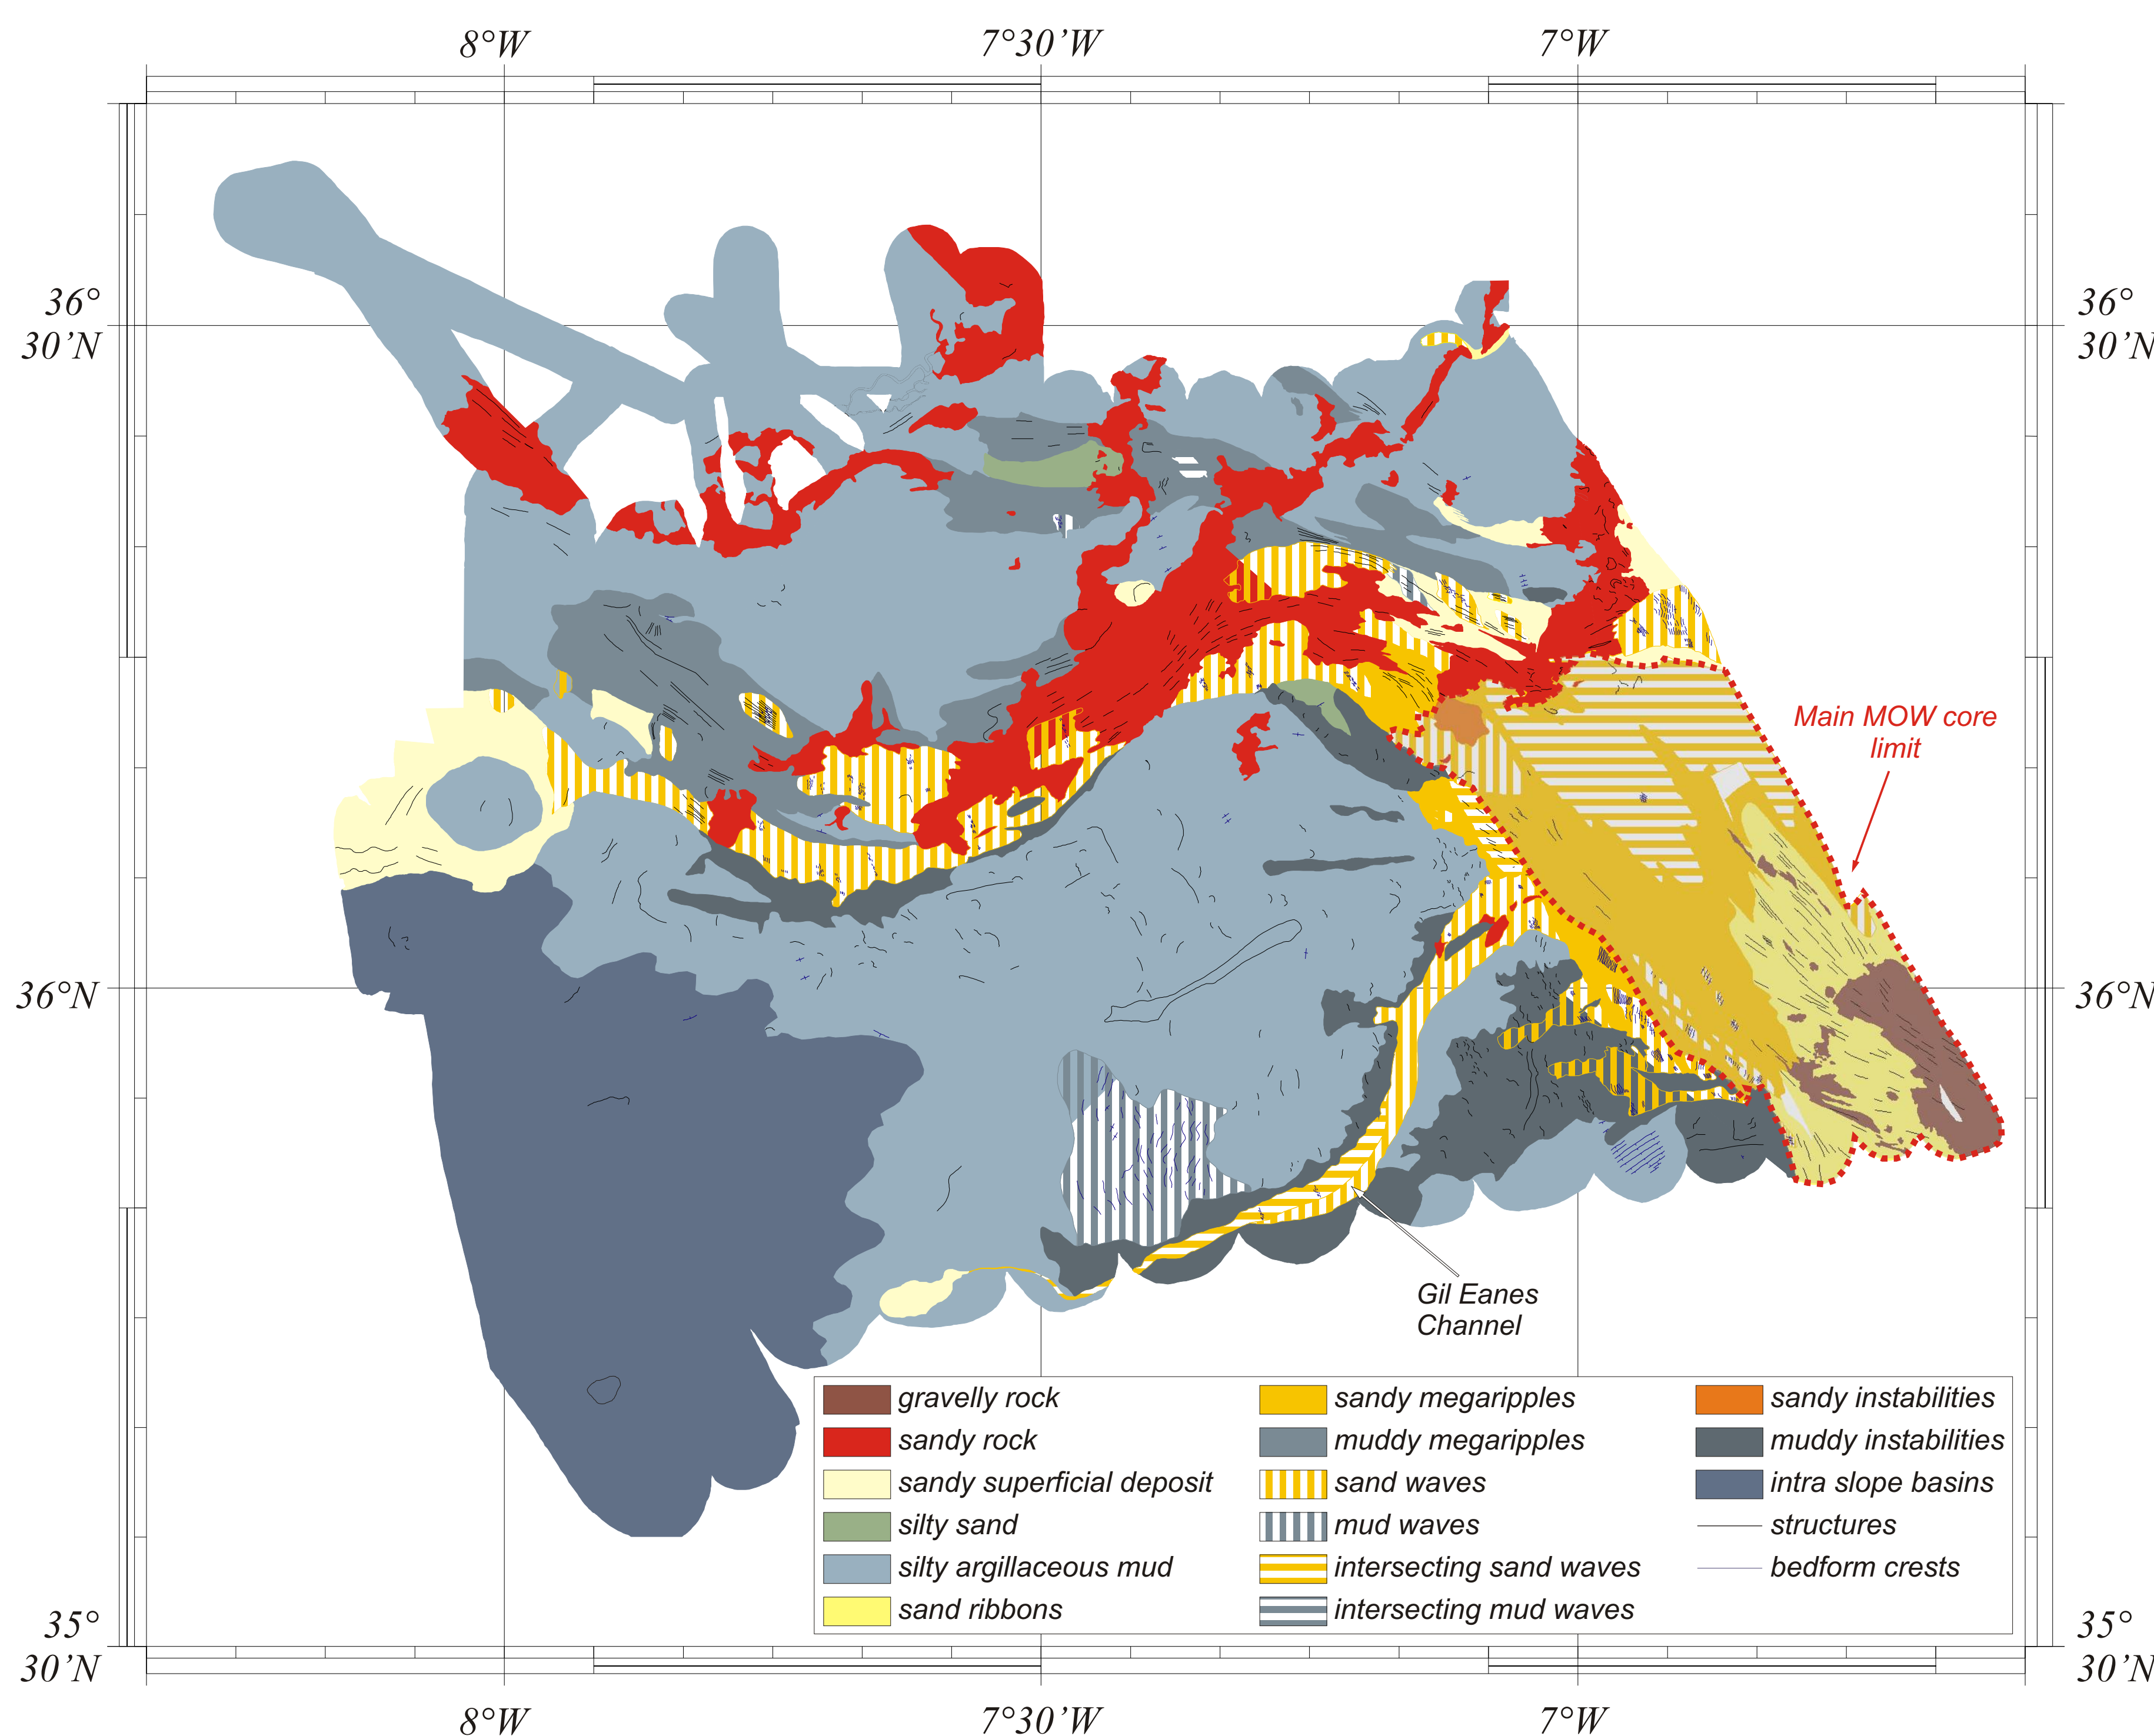 8°W 7°30'W 7°W
36° 36°
30'N 30'N
Main MOW core
limit
36°N 36°N
Gil Eanes
Channel
gravelly rock
sandy rock
sandy superficial deposit
silty sand
silty argillaceous mud
sand ribbons
sandy megaripples
muddy megaripples
sand waves
mud waves
intersecting sand waves
intersecting mud waves
sandy instabilities
muddy instabilities
intra slope basins
structures
bedform crests
35° 35°
30'N 30'N
8°W 7°30'W 7°W